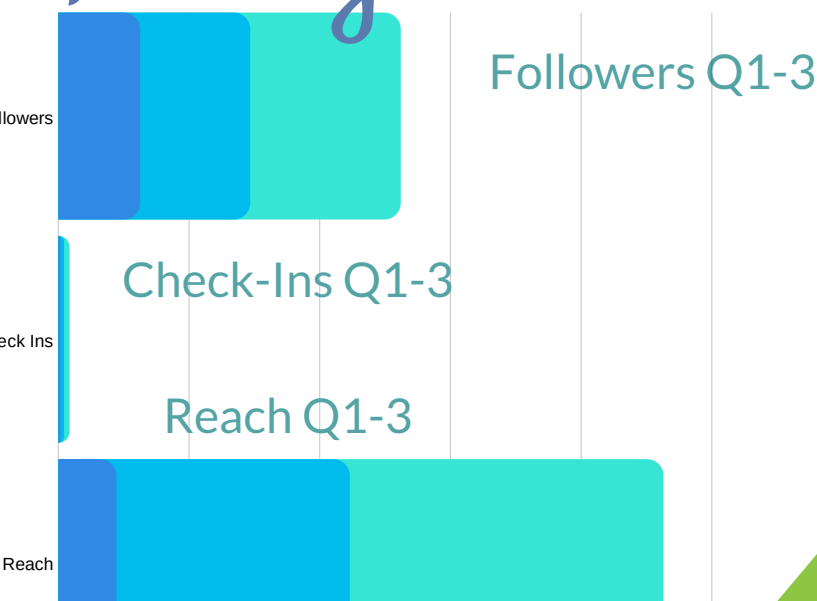 Followers Q1-3
llowers
Check-Ins Q1-3
eck Ins
Reach Q1-3
Reach